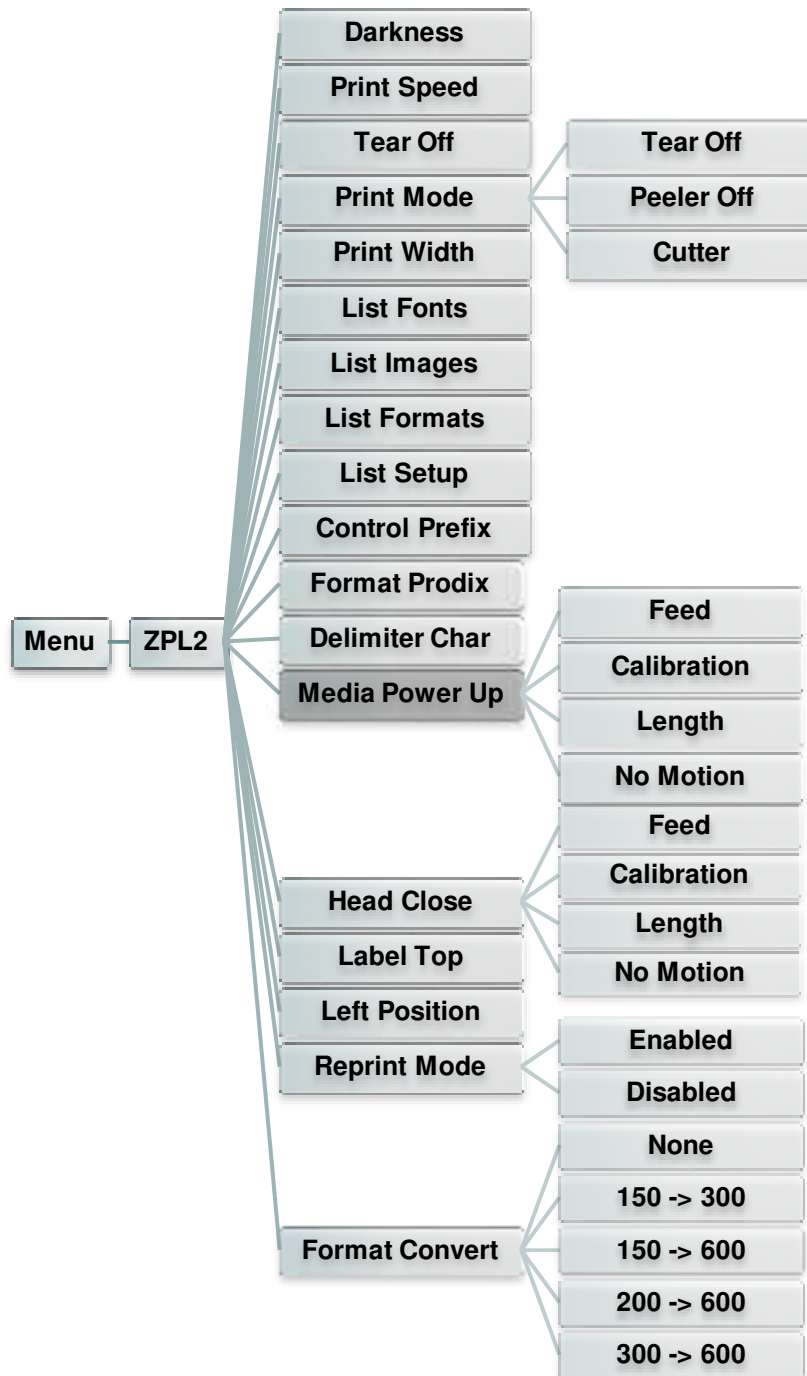 Darkness
Print Speed
Tear Off
Tear Off
Print Mode
Peeler Off
Print Width
Cutter
List Fonts
List Images
List Formats
List Setup
Control Prefix
Format Prodix
Feed
Menu
ZPL2
Delimiter Char
Calibration
Media Power Up
Length
No Motion
Feed
Calibration
Head Close
Length
Label Top
No Motion
Left Position
Enabled
Reprint Mode
Disabled
None
150 -> 300
Format Convert
150 -> 600
200 -> 600
300 -> 600